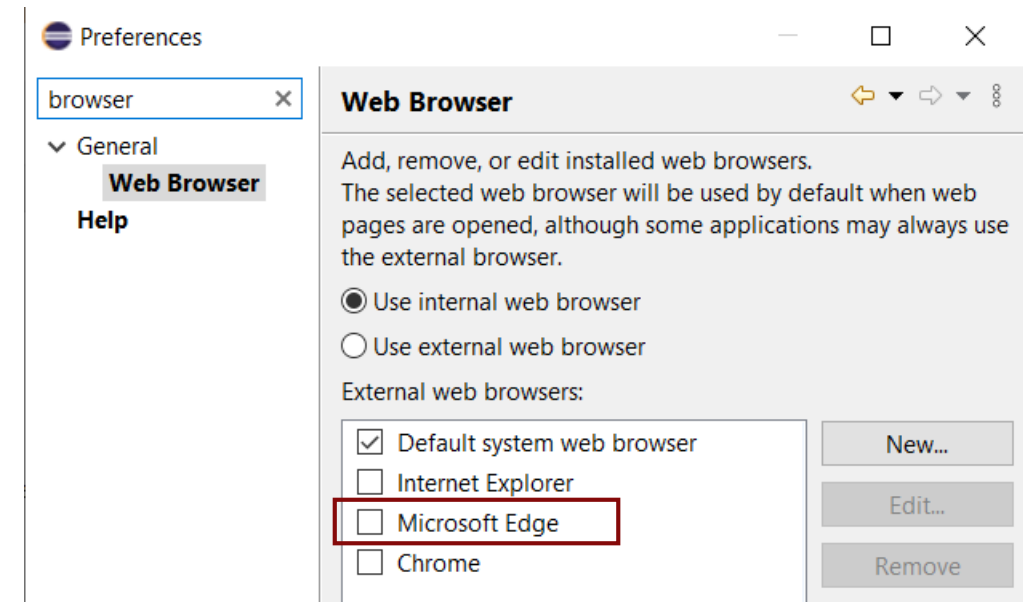 Preferences
browser
General
Web Browser
Help
Web Browser
Add, remove, or edit installed web browsers.
The selected web browser will be used by default when web
pages are opened, although some applications may always use
the external browser.
Use internal web browser
Use external web browser
External web browsers:
Default system web browser
Internet Explorer
Microsoft Edge
Chrome
New...
Edit...
Remove